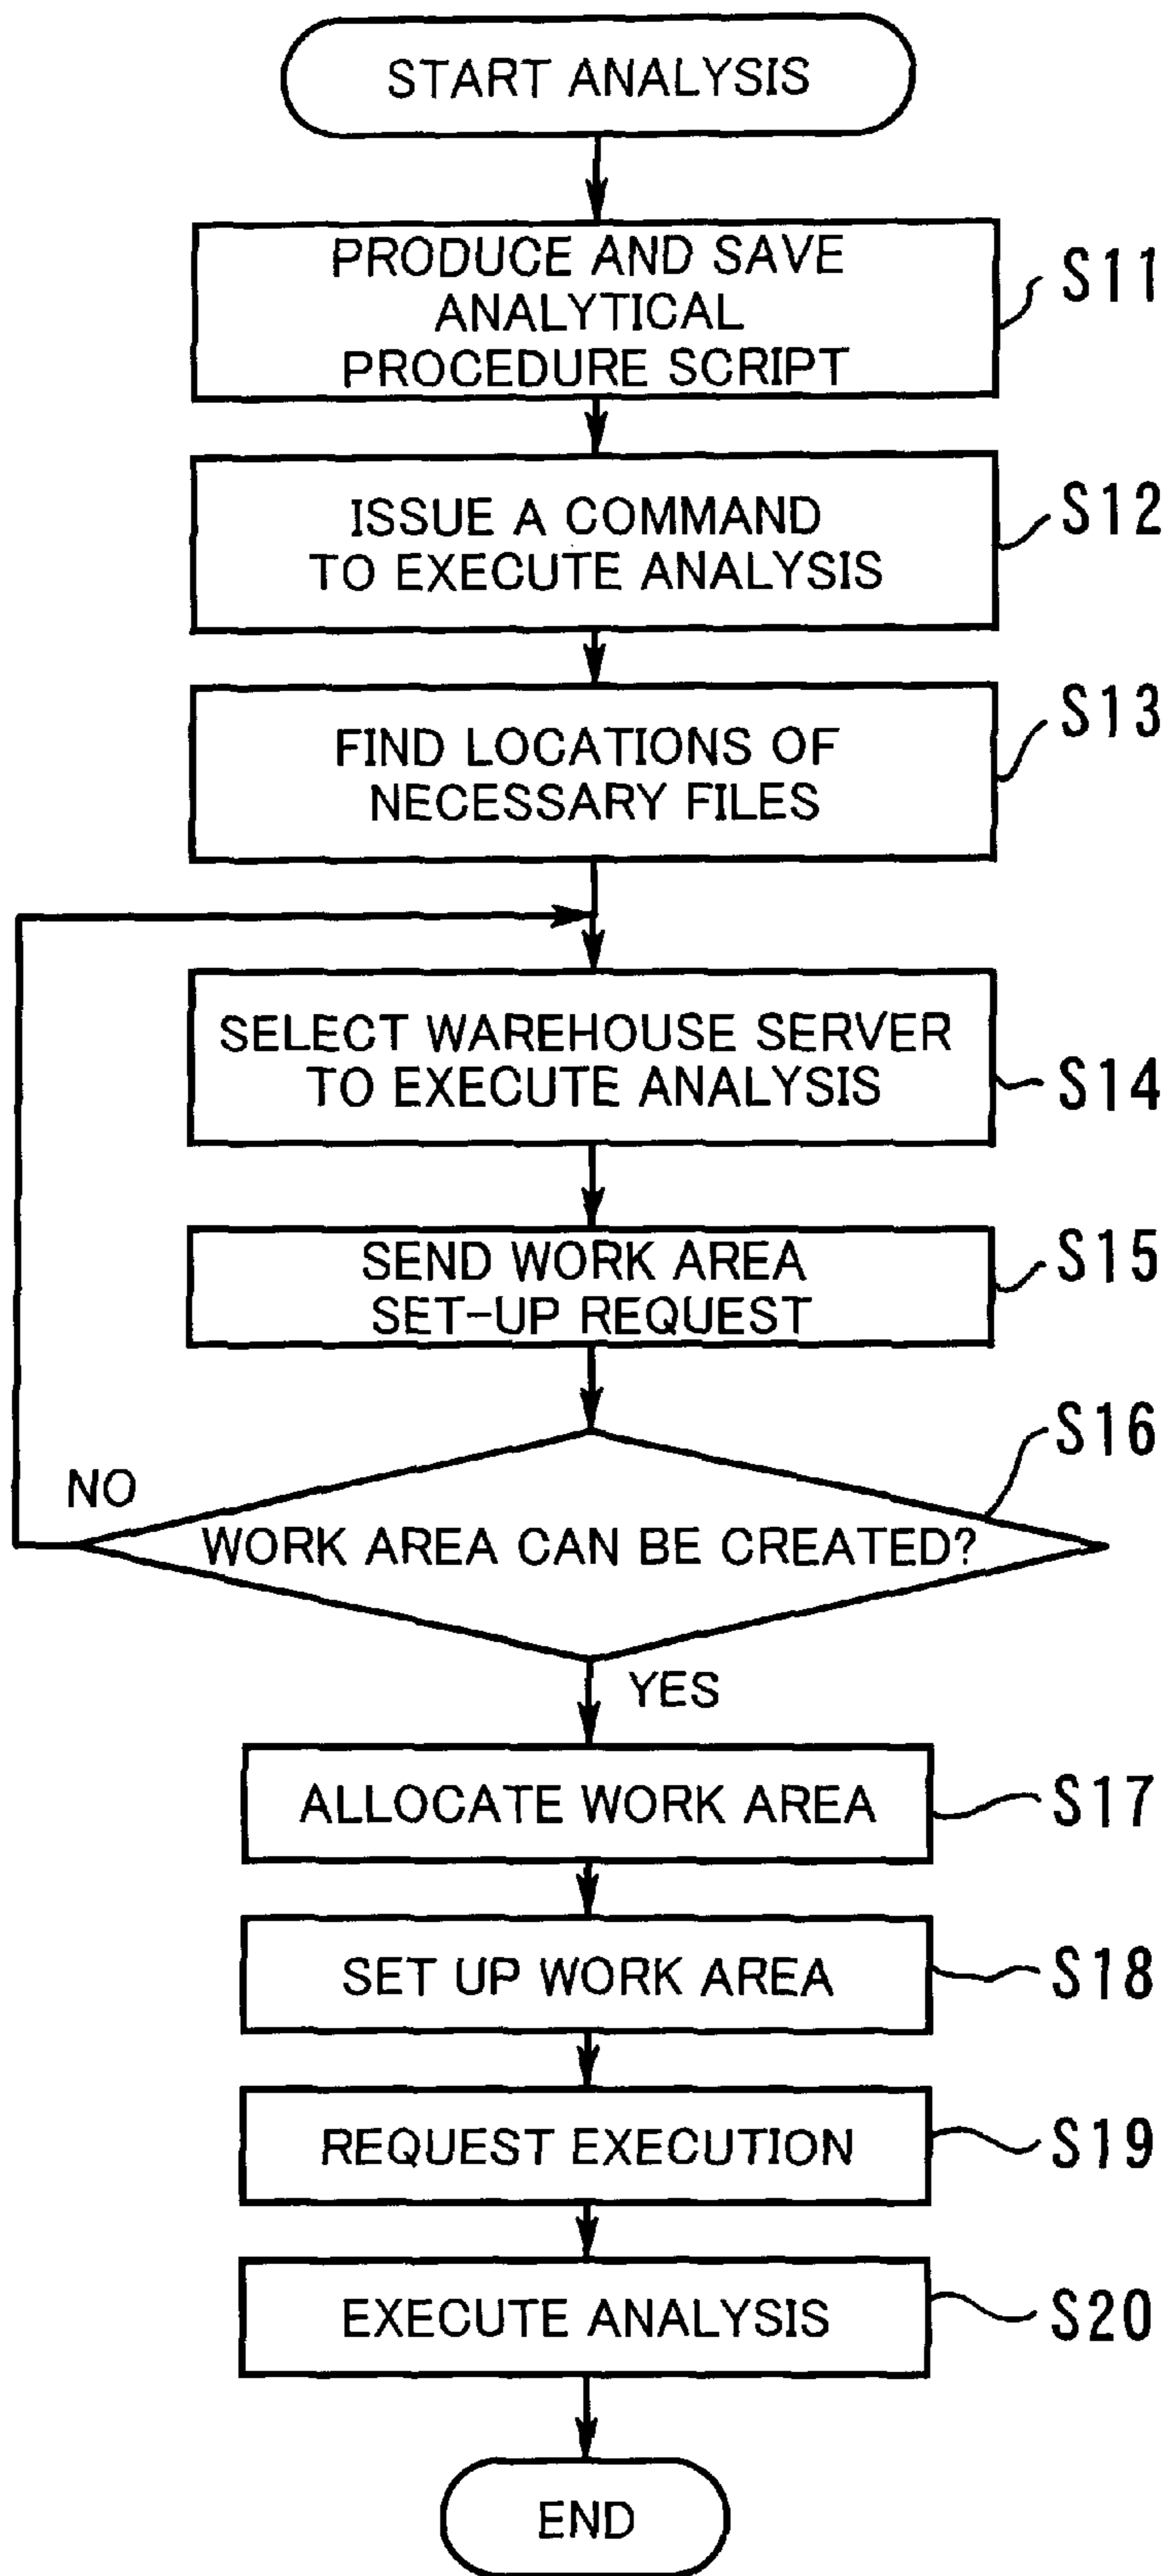 START ANALYSIS
PRODUCE AND SAVE
ANALYTICAL
PROCEDURE SCRIPT
S11
ISSUE A COMMAND
TO EXECUTE ANALYSIS
S12
FIND LOCATIONS OF
NECESSARY FILES
S13
SELECT WAREHOUSE SERVER
TO EXECUTE ANALYSIS
S14
SEND WORK AREA
SET-UP REQUEST
S15
S16
NO
WORK AREA CAN BE CREATED?
YES
ALLOCATE WORK AREA
S17
SET UP WORK AREA
S18
REQUEST EXECUTION
S19
EXECUTE ANALYSIS
S20
END